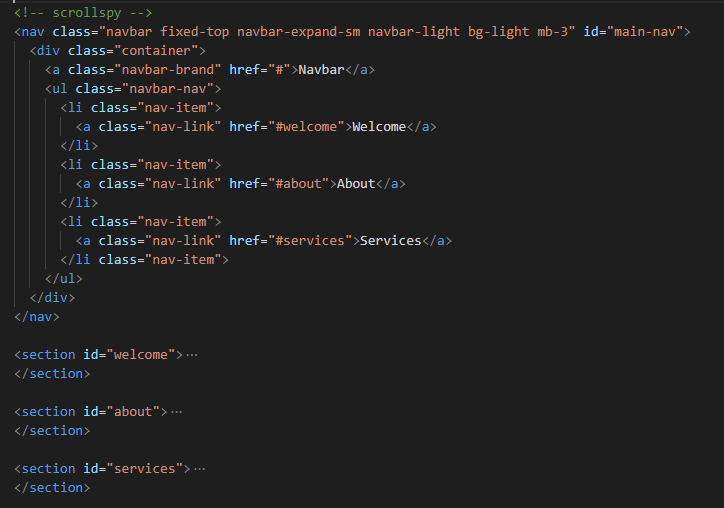 <!-- scrollspy -->
<nav class="navbar fixed-top navbar-expand-sm navbar-light bg-light mb-3" id="main-nav">
<div class="container">
<a class="navbar-brand" href="#">Navbar</a>
<ul class="navbar-nav">
<li class="nav-item">
<a class="nav-link" href="#welcome">Welcome</a>
</li>
<li class="nav-item">
<a class="nav-link" href="#about">About</a>
</li>
<li class="nav-item">
<a class="nav-link" href="#services">Services</a>
</li class="nav-item">
</ul>
</div>
</nav>
<section id="welcome">…
</section>
<section id="about">…
</section>
<section id="services">…
</section>